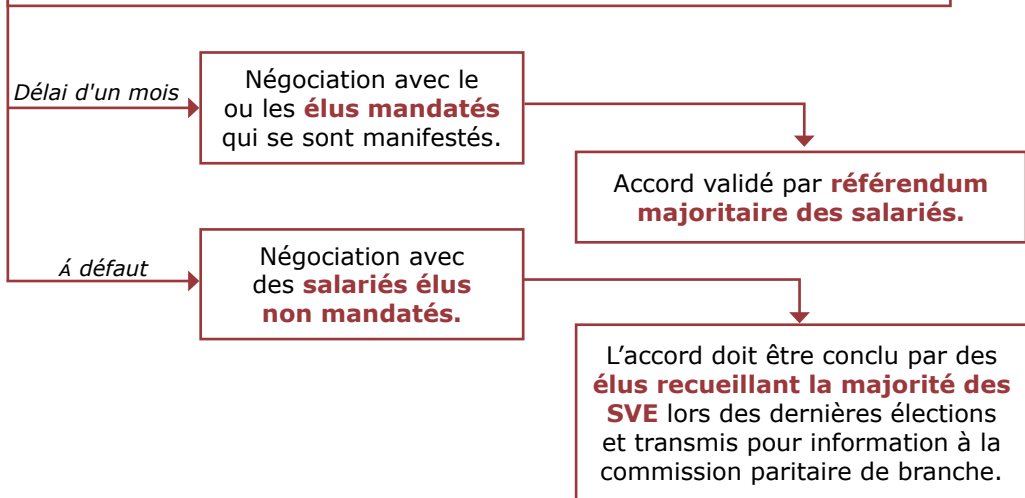 Délai d'un mois
Négociation avec le
ou les élus mandatés
qui se sont manifestés.
Accord validé par référendum
majoritaire des salariés.
Á défaut
Négociation avec
des salariés élus
non mandatés.
L’accord doit être conclu par des
élus recueillant la majorité des
SVE lors des dernières élections
et transmis pour information à la
commission paritaire de branche.